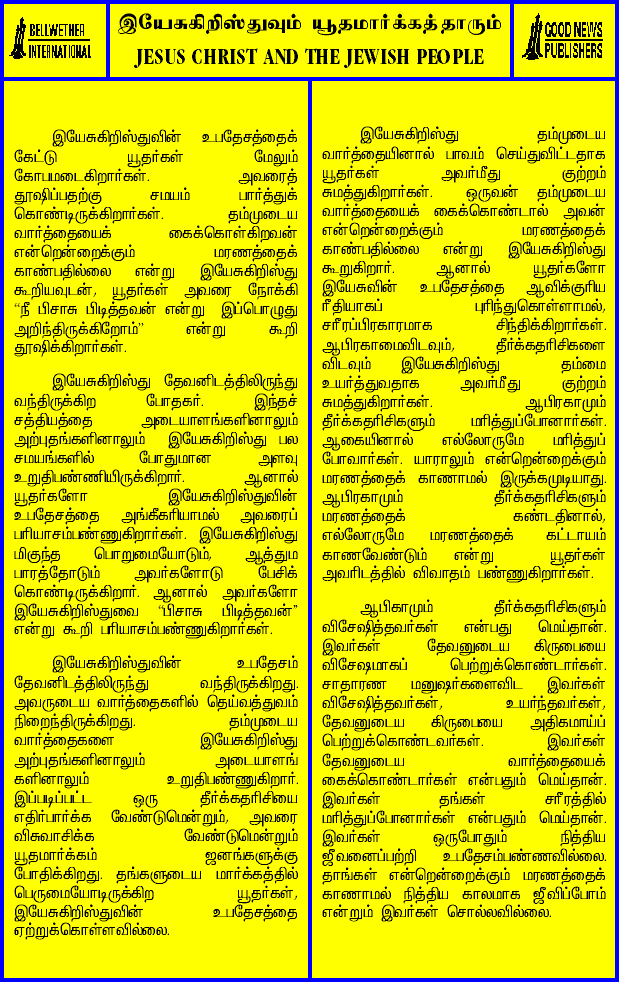 BELLWETHER
INTERNATIONAL
இயேசுகிறிஸ்துவும் யூதமார்க்கத்தாரும்
JESUS CHRIST AND THE JEWISH PEOPLE
GOOD NEWS
PUBLISHERS
இயேசுகிறிஸ்துவின் உபதேசத்தைக்
கேட்டு யூதர்கள் மேலும்
கோபமடைகிறார்கள். அவரைத்
தூஷிப்பதற்கு சமயம் பார்த்துக்
கொண்டிருக்கிறார்கள். தம்முடைய
வார்த்தையைக் கைக்கொள்கிறவன்
என்றென்றைக்கும் மரணத்தைக்
காண்பதில்லை என்று இயேசுகிறிஸ்து
கூறியவுடன், யூதர்கள் அவரை நோக்கி
“நீ பிசாசு பிடித்தவன் என்று இப்பொழுது
அறிந்திருக்கிறோம்” என்று கூறி
தூஷிக்கிறார்கள்.
இயேசுகிறிஸ்து தேவனிடத்திலிருந்து
வந்திருக்கிற போதகர். இந்தச்
சத்தியத்தை அடையாளங்களினாலும்
அற்புதங்களினாலும் இயேசுகிறிஸ்து பல
சமயங்களில் போதுமான அளவு
உறுதிபண்ணியிருக்கிறார். ஆனால்
யூதர்களோ இயேசுகிறிஸ்துவின்
உபதேசத்தை அங்கீகரியாமல் அவரைப்
பரியாசம்பண்ணுகிறார்கள். இயேசுகிறிஸ்து
மிகுந்த பொறுமையோடும், ஆத்தும
பாரத்தோடும் அவர்களோடு பேசிக்
கொண்டிருக்கிறார். ஆனால் அவர்களோ
இயேசுகிறிஸ்துவை “பிசாசு பிடித்தவன்”
என்று கூறி பரியாசம்பண்ணுகிறார்கள்.
இயேசுகிறிஸ்துவின் உபதேசம்
தேவனிடத்திலிருந்து வந்திருக்கிறது.
அவருடைய வார்த்தைகளில் தெய்வத்துவம்
நிறைந்திருக்கிறது. தம்முடைய
வார்த்தைகளை இயேசுகிறிஸ்து
அற்புதங்களினாலும் அடையாளங்
களினாலும் உறுதிபண்ணுகிறார்.
இப்படிப்பட்ட ஒரு தீர்க்கதரிசியை
எதிர்பார்க்க வேண்டுமென்றும், அவரை
விசுவாசிக்க வேண்டுமென்றும்
யூதமார்க்கம் ஜனங்களுக்கு
போதிக்கிறது. தங்களுடைய மார்க்கத்தில்
பெருமையோடிருக்கிற யூதர்கள்,
இயேசுகிறிஸ்துவின் உபதேசத்தை
ஏற்றுக்கொள்ளவில்லை.
இயேசுகிறிஸ்து தம்முடைய
வார்த்தையினால் பாவம் செய்துவிட்டதாக
யூதர்கள் அவர்மீது குற்றம்
சுமத்துகிறார்கள். ஒருவன் தம்முடைய
வார்த்தையைக் கைக்கொண்டால் அவன்
என்றென்றைக்கும் மரணத்தைக்
காண்பதில்லை என்று இயேசுகிறிஸ்து
கூறுகிறார். ஆனால் யூதர்களோ
இயேசுவின் உபதேசத்தை ஆவிக்குரிய
ரீதியாகப் புரிந்துகொள்ளாமல்,
சரீரப்பிரகாரமாக சிந்திக்கிறார்கள்.
ஆபிரகாமைவிடவும், தீர்க்கதரிசிகளை
விடவும் இயேசுகிறிஸ்து தம்மை
உயர்த்துவதாக அவர்மீது குற்றம்
சுமத்துகிறார்கள். ஆபிரகாமும்
தீர்க்கதரிசிகளும் மரித்துப்போனார்கள்.
ஆகையினால் எல்லோருமே மரித்துப்
போவார்கள். யாராலும் என்றென்றைக்கும்
மரணத்தைக் காணாமல் இருக்கமுடியாது.
ஆபிரகாமும் தீர்க்கதரிசிகளும்
மரணத்தைக் கண்டதினால்,
எல்லோருமே மரணத்தைக் கட்டாயம்
காணவேண்டும் என்று யூதர்கள்
அவரிடத்தில் விவாதம் பண்ணுகிறார்கள்.
ஆபிகாமும் தீர்க்கதரிசிகளும்
விசேஷித்தவர்கள் என்பது மெய்தான்.
இவர்கள் தேவனுடைய கிருபையை
விசேஷமாகப் பெற்றுக்கொண்டார்கள்.
சாதாரண மனுஷர்களைவிட இவர்கள்
விசேஷித்தவர்கள், உயர்ந்தவர்கள்,
தேவனுடைய கிருபையை அதிகமாய்ப்
பெற்றுக்கொண்டவர்கள். இவர்கள்
தேவனுடைய வார்த்தையைக்
கைக்கொண்டார்கள் என்பதும் மெய்தான்.
இவர்கள் தங்கள் சரீரத்தில்
மரித்துப்போனார்கள் என்பதும் மெய்தான்.
இவர்கள் ஒருபோதும் நித்திய
ஜீவனைப்பற்றி உபதேசம்பண்ணவில்லை.
தாங்கள் என்றென்றைக்கும் மரணத்தைக்
காணாமல் நித்திய காலமாக ஜீவிப்போம்
என்றும் இவர்கள் சொல்லவில்லை.